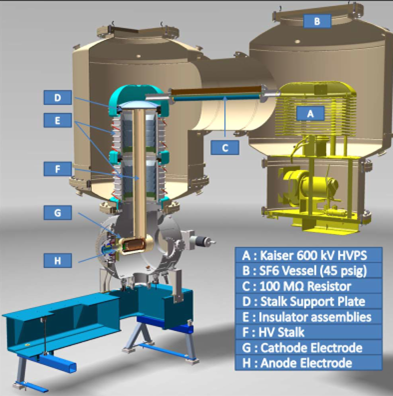 B
A
D
E
C
F
G
H
A : Kaiser 600 kV HVPS
B : SF6 Vessel (45 psig)
C : 100 MΩ Resistor
D : Stalk Support Plate
E : Insulator assemblies
F : HV Stalk
G : Cathode Electrode
H : Anode Electrode